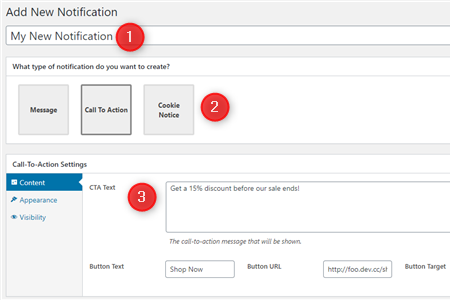 Add New Notification
My New Notification
1
What type of notification do you want to create?
Message
Call To Action
Cookie
Notice
2
Call-To-Action Settings
Content
Appearance
Visibility
CTA Text
3
Get a 15% discount before our sale ends!
The call-to-action message that will be shown.
Button Text
Shop Now
Button URL
http://foo.dev.cc/sh
Button Target